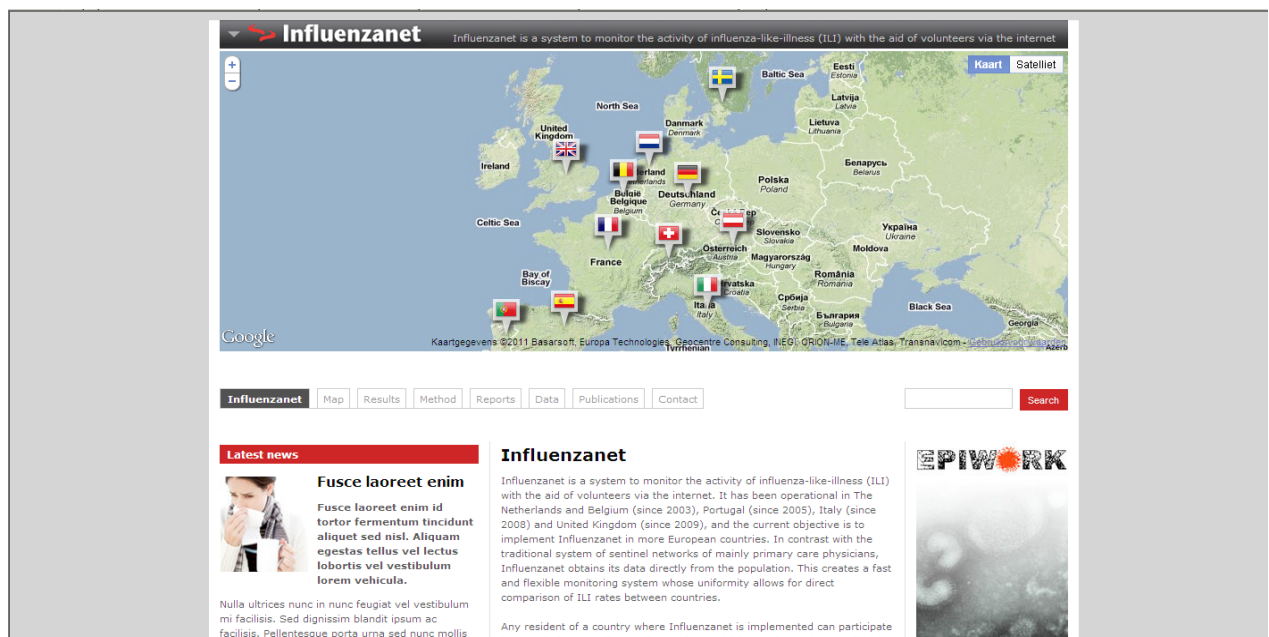 Influenzanet
Influenzanet is a system to monitor the activity of influenza-like-illness (ILI) with the aid of volunteers via the internet
+
−
Kaart Satelliet
Eesti
Estonia
Baltic Sea
Latvija
Latvia
North Sea
Danmark
Denmark
Lietuva
Lithuania
United
Kingdom
Ireland
Беларусь
Belarus
Polska
Poland
België
Belgique
Belgium
Deutschland
Germany
Celtic Sea
Україна
Ukraine
Slovensko
Slovakia
Moldova
Österreich
Austria
Magyarország
Hungary
France
România
Romania
Bay of
Biscay
Croatia
Србија
Serbia
Italia
Italy
Black Sea
България
Bulgaria
Georgia
Google
Kaartgegevens ©2011 Basarsoft, Europa Technologies, Geocentre Consulting, INEGI, ORION-ME, Tele Atlas, Transnavicom - Gebruiksvoorwaarden
Tyrrhenian
Azerb
Influenzanet Map Results Method Reports Data Publications Contact Search
Latest news
Fusce laoreet enim
Fusce laoreet enim id
tortor fermentum tincidunt
aliquet sed nisl. Aliquam
egestas tellus vel lectus
lobortis vel vestibulum
lorem vehicula.
Nulla ultrices nunc in nunc feugiat vel vestibulum
mi facilisis. Sed dignissim blandit ipsum ac
facilisis. Pellentesque porta urna sed nunc mollis
Influenzanet
Influenzanet is a system to monitor the activity of influenza-like-illness (ILI)
with the aid of volunteers via the internet. It has been operational in The
Netherlands and Belgium (since 2003), Portugal (since 2005), Italy (since
2008) and United Kingdom (since 2009), and the current objective is to
implement Influenzanet in more European countries. In contrast with the
traditional system of sentinel networks of mainly primary care physicians,
Influenzanet obtains its data directly from the population. This creates a fast
and flexible monitoring system whose uniformity allows for direct
comparison of ILI rates between countries.
Any resident of a country where Influenzanet is implemented can participate
EPIWORK